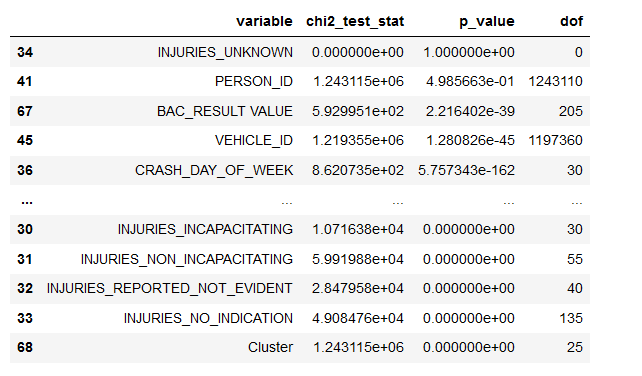 variable chi2_test_stat p_value dof
34 INJURIES_UNKNOWN 0.000000e+00 1.000000e+00 0
41 PERSON_ID 1.243115e+06 4.985663e-01 1243110
67 BAC_RESULT VALUE 5.929951e+02 2.216402e-39 205
45 VEHICLE_ID 1.219355e+06 1.280826e-45 1197360
36 CRASH_DAY_OF_WEEK 8.620735e+02 5.757343e-162 30
... ... ... ... ...
30 INJURIES_INCAPACITATING 1.071638e+04 0.000000e+00 30
31 INJURIES_NON_INCAPACITATING 5.991988e+04 0.000000e+00 55
32 INJURIES_REPORTED_NOT_EVIDENT 2.847958e+04 0.000000e+00 40
33 INJURIES_NO_INDICATION 4.908476e+04 0.000000e+00 135
68 Cluster 1.243115e+06 0.000000e+00 25